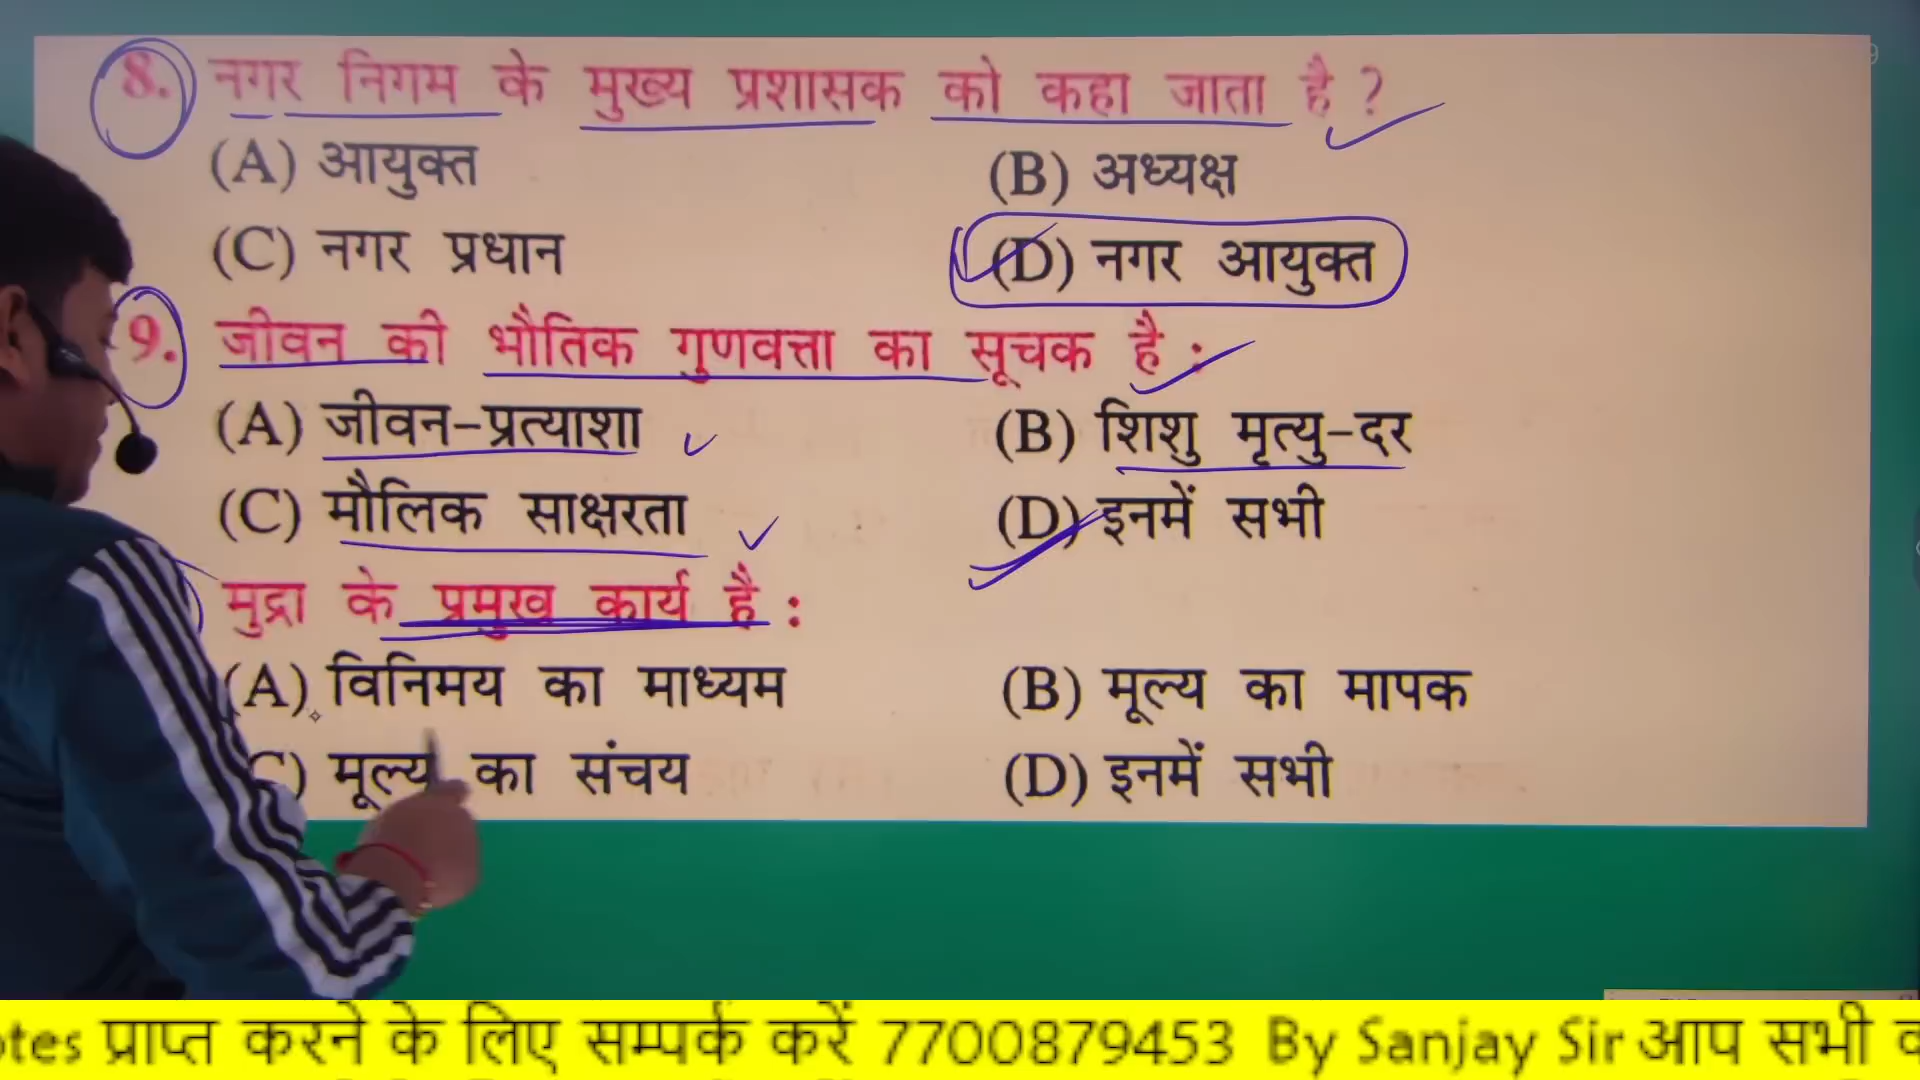 8. नगर निगम के मुख्य प्रशासक को कहा जाता है ?
(A) आयुक्त (B) अध्यक्ष
(C) नगर प्रधान (D) नगर आयुक्त
9. जीवन की भौतिक गुणवत्ता का सूचक है :
(A) जीवन-प्रत्याशा (B) शिशु मृत्यु-दर
(C) मौलिक साक्षरता (D) इनमें सभी
मुद्रा के प्रमुख कार्य है :
(A) विनिमय का माध्यम (B) मूल्य का मापक
C) मूल्य का संचय (D) इनमें सभी
otes प्राप्त करने के लिए सम्पर्क करें 7700879453 By Sanjay Sir आप सभी